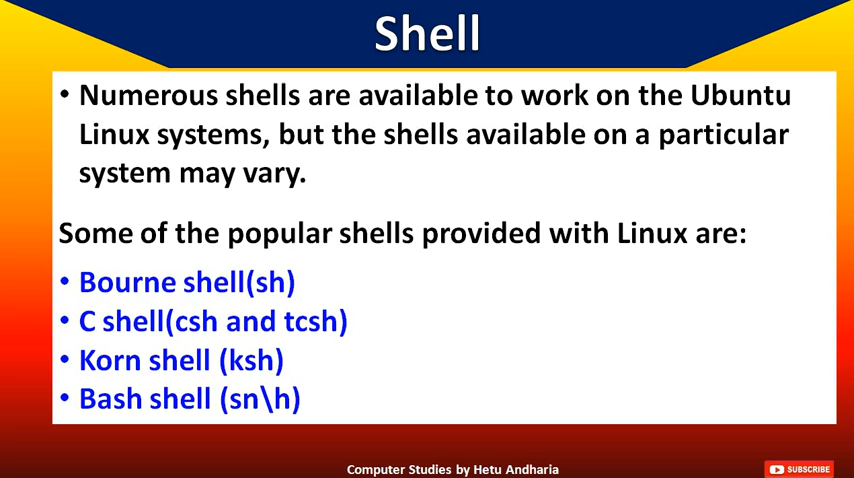 Shell
• Numerous shells are available to work on the Ubuntu
Linux systems, but the shells available on a particular
system may vary.
Some of the popular shells provided with Linux are:
• Bourne shell(sh)
• C shell(csh and tcsh)
• Korn shell (ksh)
• Bash shell (sn\h)
Computer Studies by Hetu Andharia
SUBSCRIBE